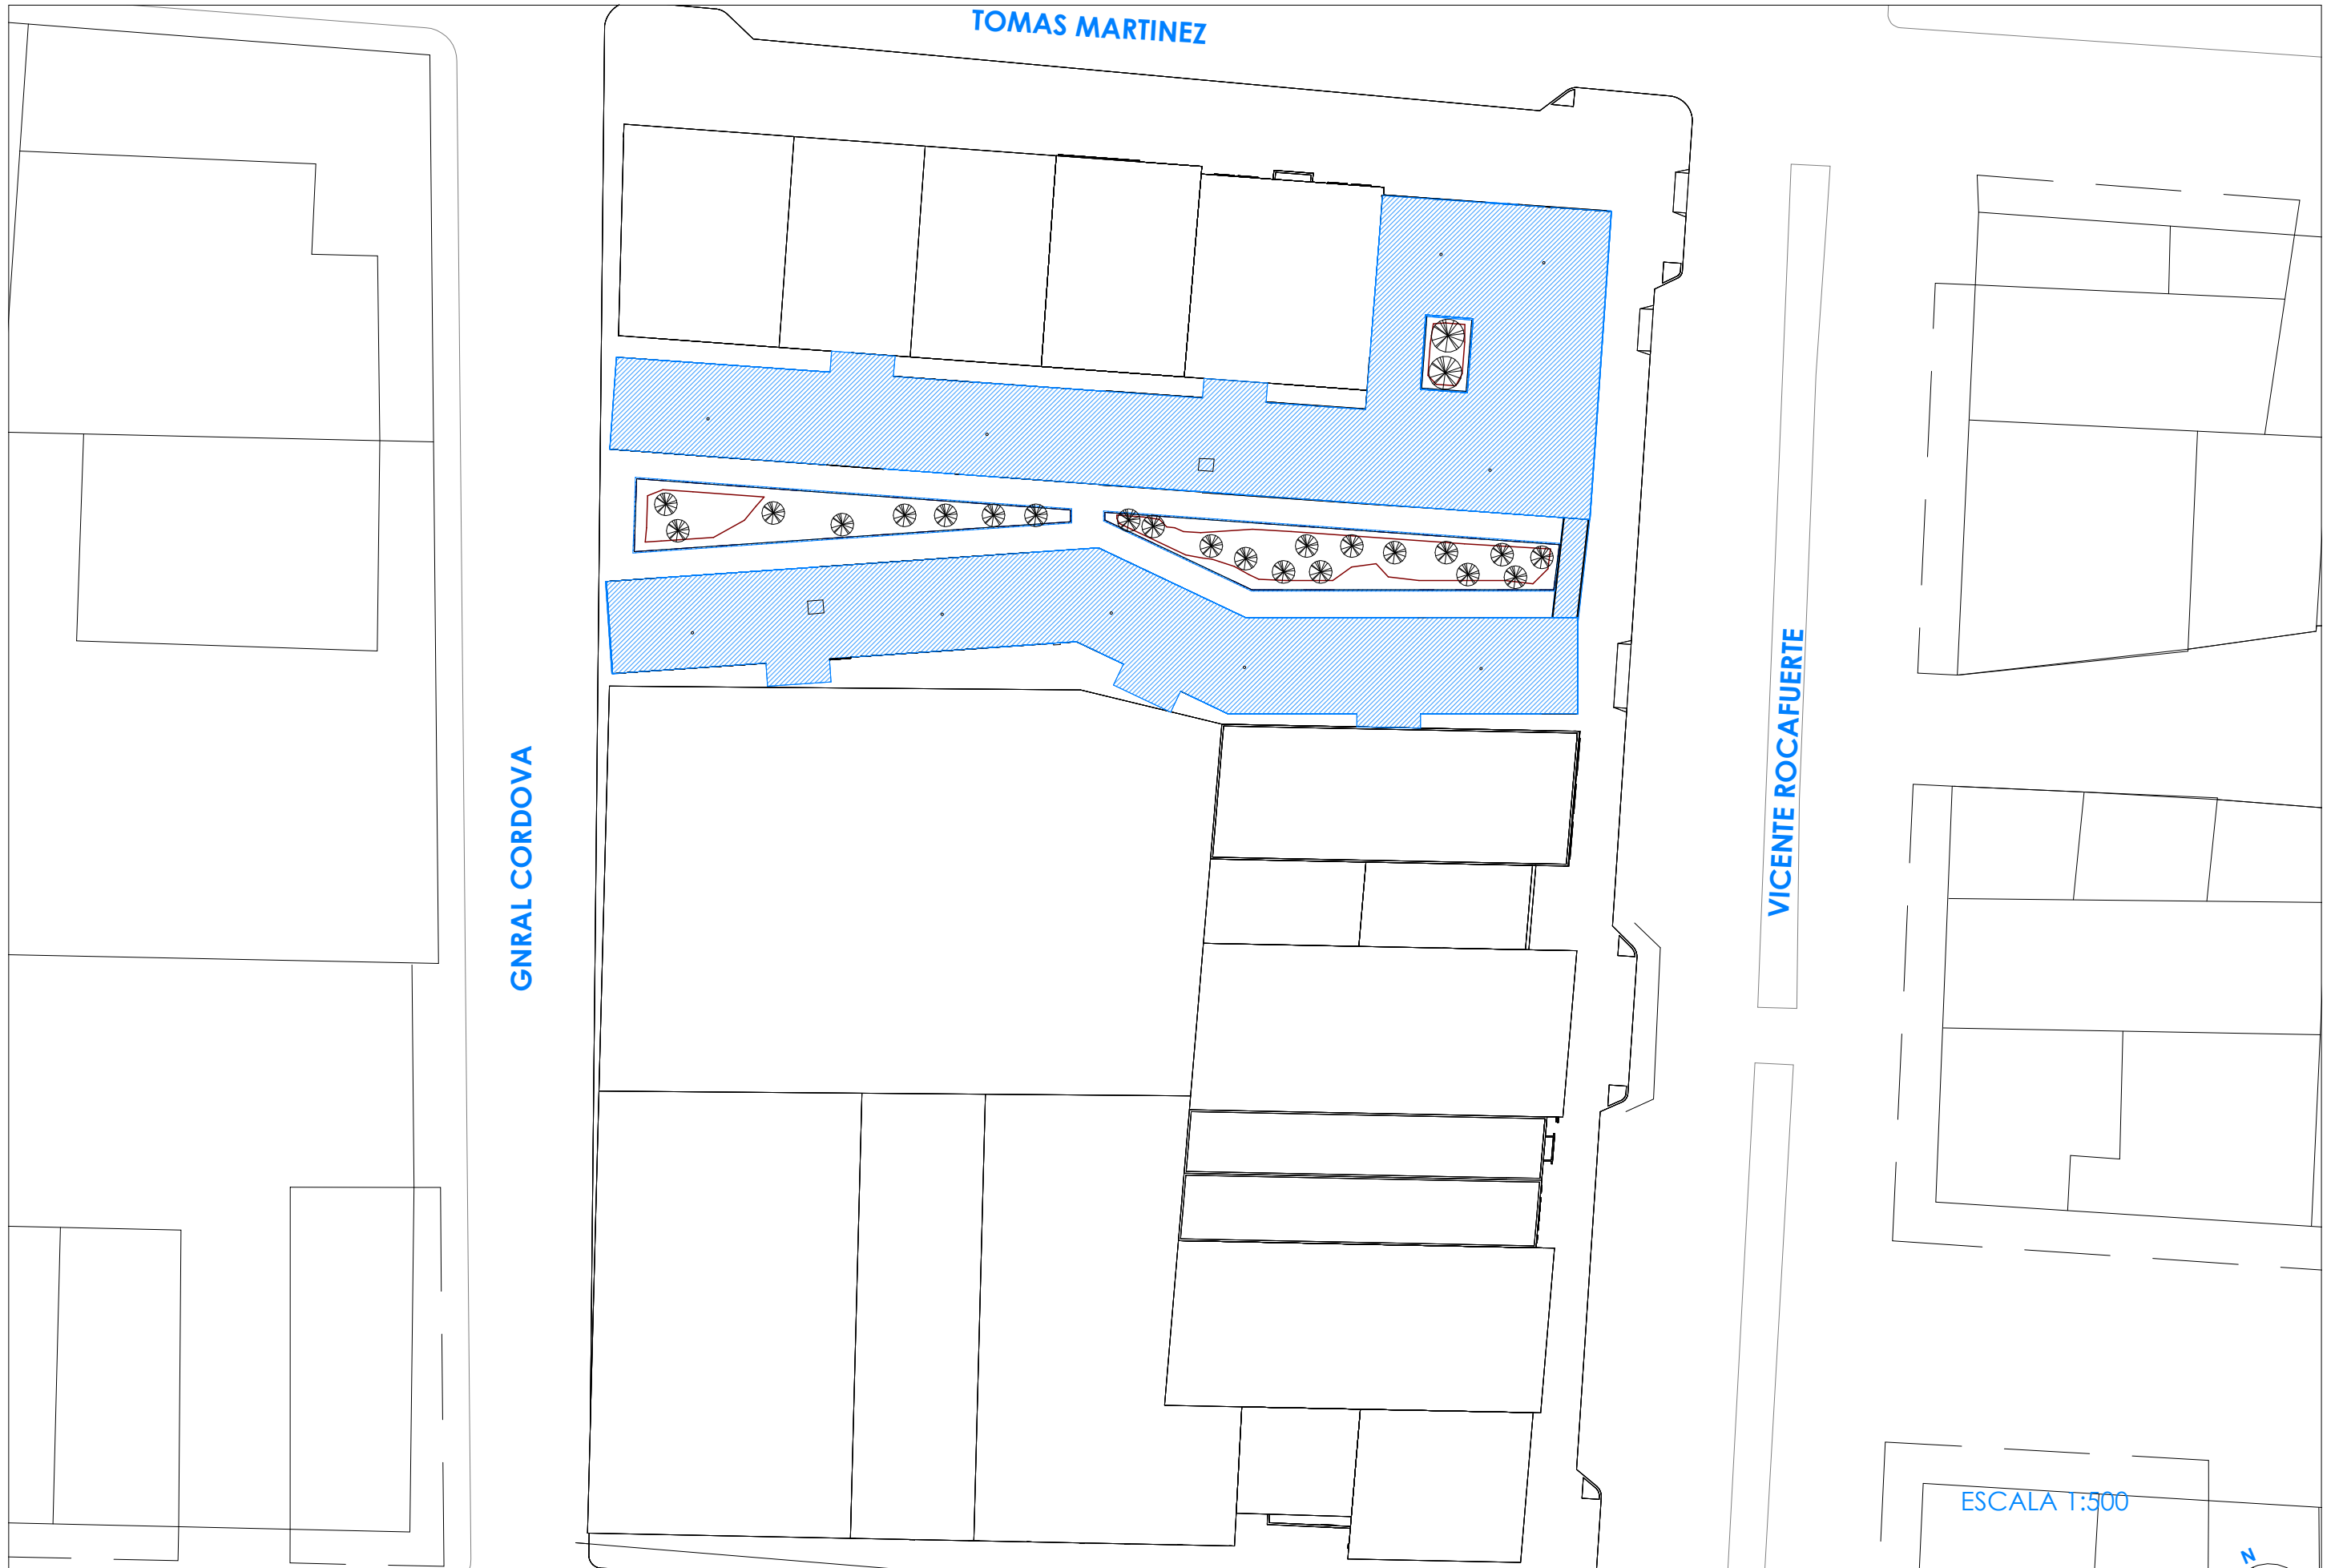 TOMAS MARTINEZ
GNRAL CORDOVA
VICENTE ROCAFUERTE
ESCALA 1:500
N